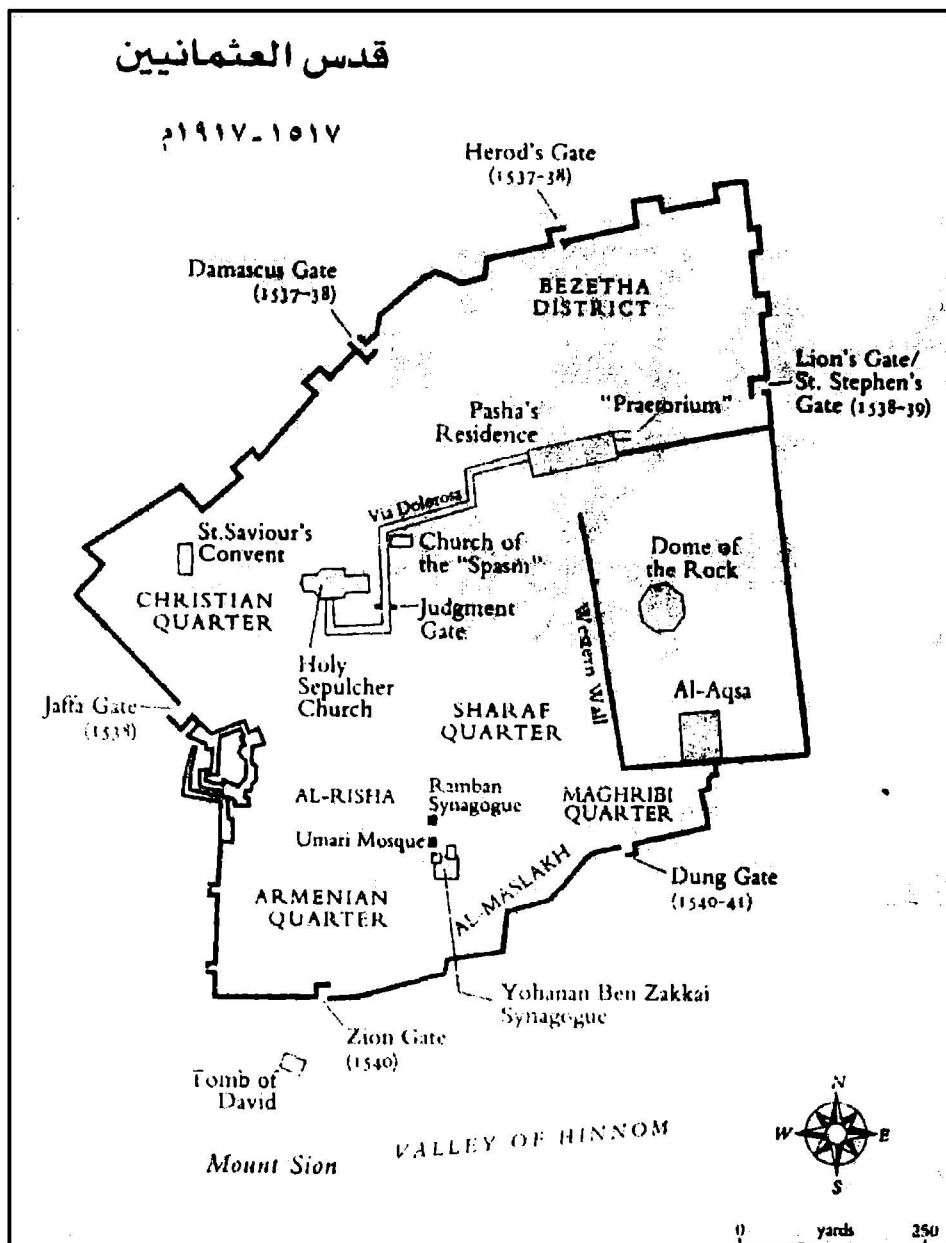 قدس العثمانيين
١٥١٧-١٩١٧م
Herod's Gate
(1537-38)
Damascus Gate
(1537-38)
BEZETHA
DISTRICT
Lion's Gate/
St. Stephen's
Gate (1538-39)
"Praetorium"
Pasha's
Residence
Via Dolorosa
St.Saviour's
Convent
Church of
the "Spasm"
Dome of
the Rock
CHRISTIAN
QUARTER
Judgment
Gate
Western Wall
Holy
Sepulcher
Church
Al-Aqsa
Jaffa Gate
(1538)
SHARAF
QUARTER
AL-RISHA
Ramban
Synagogue
MAGHRIBI
QUARTER
Umari Mosque
AL-MASLAKH
Dung Gate
(1540-41)
ARMENIAN
QUARTER
Yohanan Ben Zakkai
Synagogue
Zion Gate
(1540)
Tomb of
David
Mount Sion
VALLEY OF HINNOM
N
W
E
S
0 yards 250